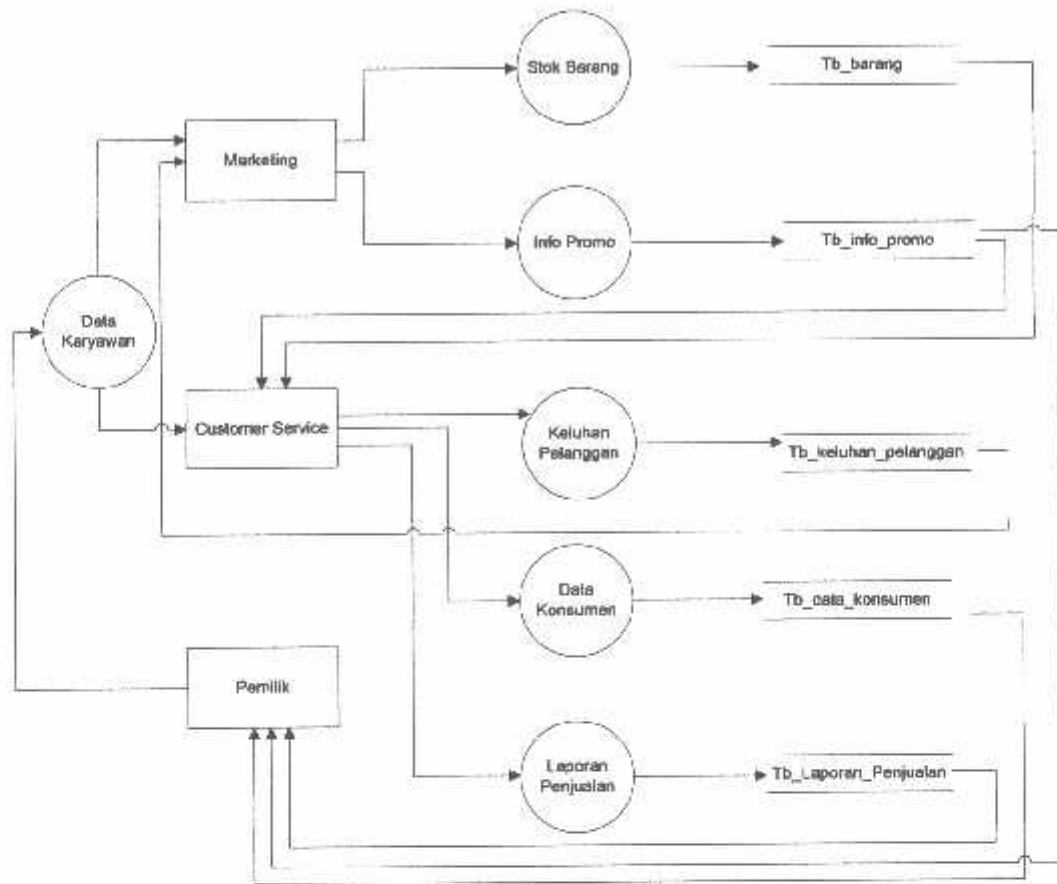 Stok Barang
Tb_barang
Marketing
Info Promo
Tb_info_promo
Data
Karyawan
Customer Service
Keluhan
Pelanggan
Tb_keluhan_pelanggan
Data
Konsumen
Tb_data_konsumen
Pemilik
Laporan
Penjualan
Tb_Laporan_Penjualan